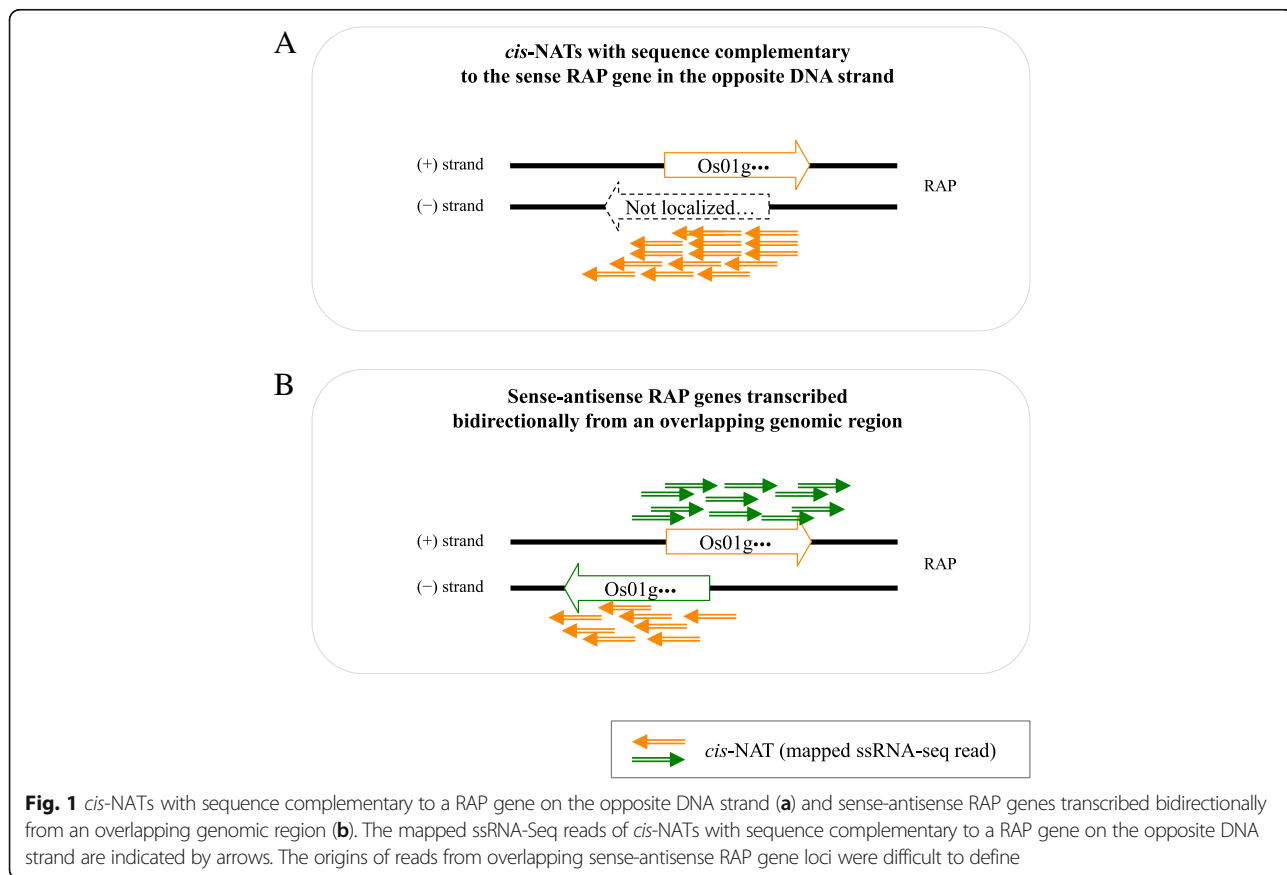 A
cis-NATs with sequence complementary
to the sense RAP gene in the opposite DNA strand
(+) strand
Os01g•••
RAP
(−) strand
Not localized…
B
Sense-antisense RAP genes transcribed
bidirectionally from an overlapping genomic region
(+) strand
Os01g•••
RAP
(−) strand
Os01g•••
cis-NAT (mapped ssRNA-seq read)
Fig. 1 cis-NATs with sequence complementary to a RAP gene on the opposite DNA strand (a) and sense-antisense RAP genes transcribed bidirectionally
from an overlapping genomic region (b). The mapped ssRNA-Seq reads of cis-NATs with sequence complementary to a RAP gene on the opposite DNA
strand are indicated by arrows. The origins of reads from overlapping sense-antisense RAP gene loci were difficult to define